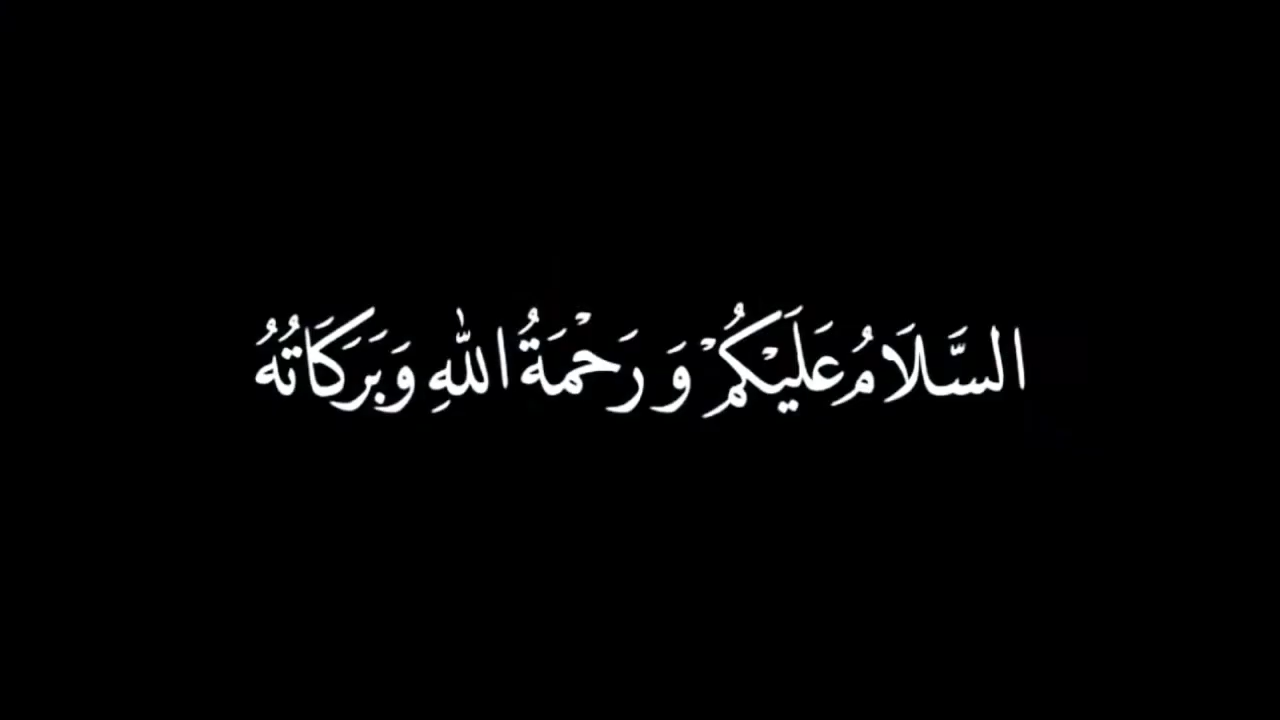 السَّلَامُ عَلَيْكُمْ وَ رَحْمَةُ اللهِ وَبَرَكَاتُهُ